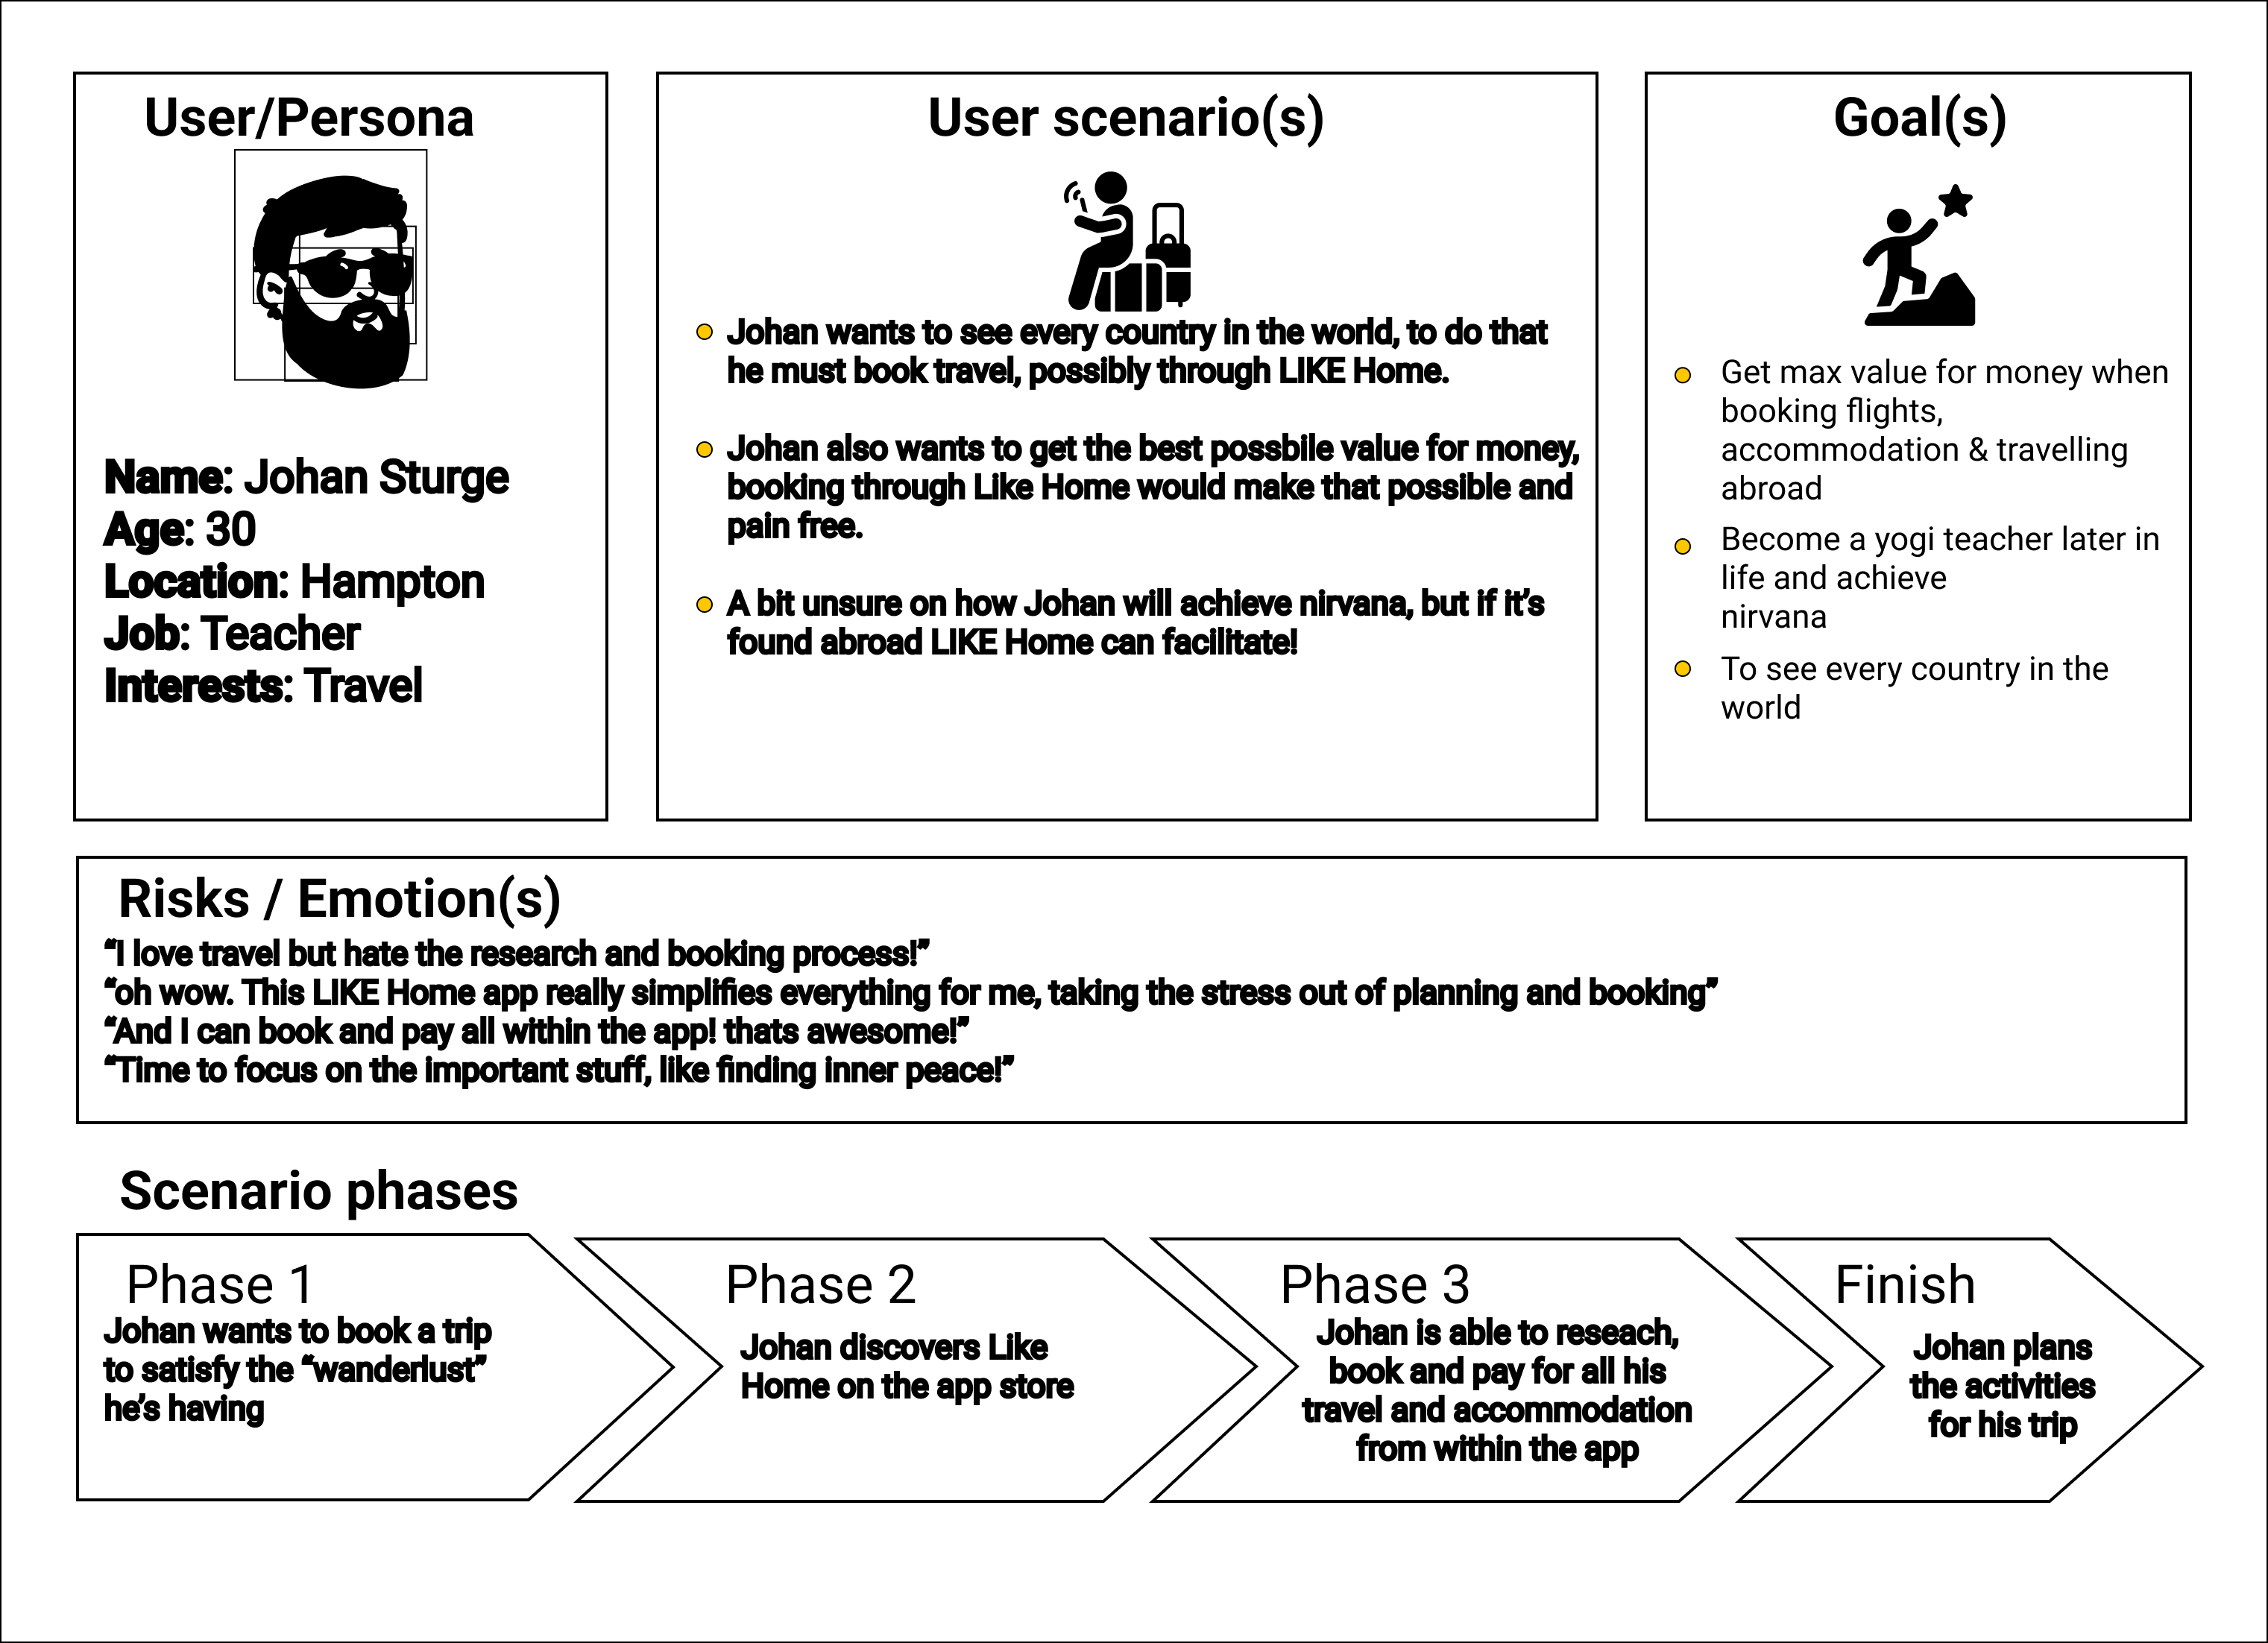 User/Persona
Name: Johan Sturge
Age: 30
Location: Hampton
Job: Teacher
Interests: Travel
User scenario(s)
Johan wants to see every country in the world, to do that
he must book travel, possibly through LIKE Home.
Johan also wants to get the best possbile value for money,
booking through Like Home would make that possible and
pain free.
A bit unsure on how Johan will achieve nirvana, but if it’s
found abroad LIKE Home can facilitate!
Goal(s)
Get max value for money when
booking flights,
accommodation & travelling
abroad
Become a yogi teacher later in
life and achieve
nirvana
To see every country in the
world
Risks / Emotion(s)
“I love travel but hate the research and booking process!”
“oh wow. This LIKE Home app really simplifies everything for me, taking the stress out of planning and booking”
“And I can book and pay all within the app! thats awesome!”
“Time to focus on the important stuff, like finding inner peace!”
Scenario phases
Phase 1
Johan wants to book a trip
to satisfy the “wanderlust”
he’s having
Phase 2
Johan discovers Like
Home on the app store
Phase 3
Johan is able to reseach,
book and pay for all his
travel and accommodation
from within the app
Finish
Johan plans
the activities
for his trip